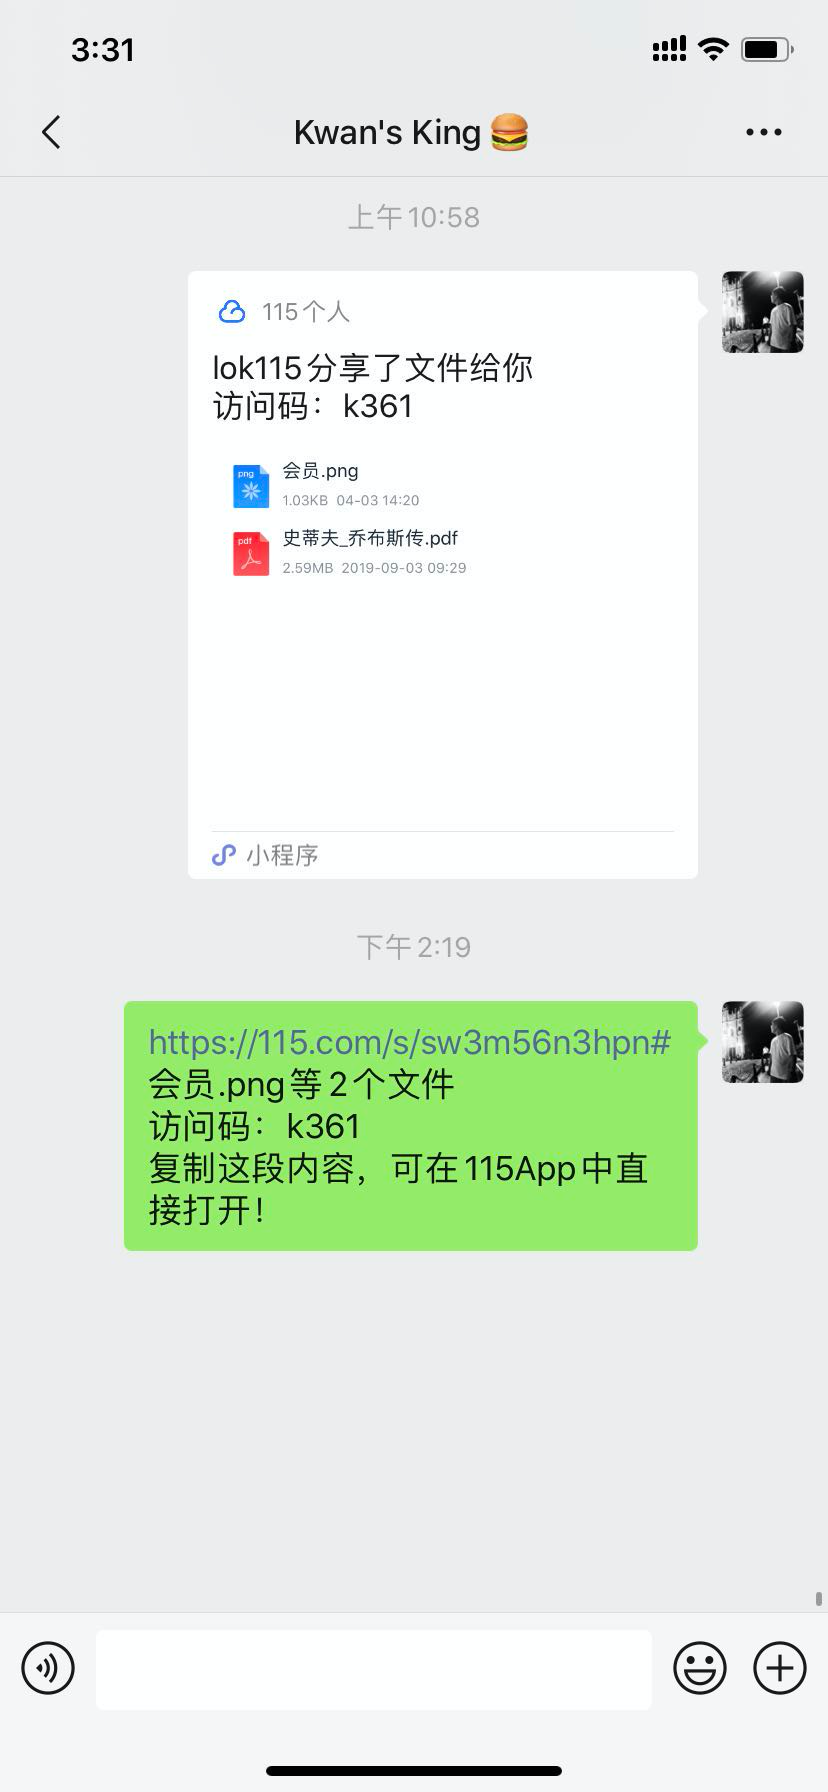 3:31
Kwan's King 🍔
上午10:58
115个人
lok115分享了文件给你
访问码：k361
png
会员.png
1.03KB 04-03 14:20
pdf
史蒂夫_乔布斯传.pdf
2.59MB 2019-09-03 09:29
小程序
下午2:19
https://115.com/s/sw3m56n3hpn#
会员.png等2个文件
访问码：k361
复制这段内容，可在115App中直
接打开！